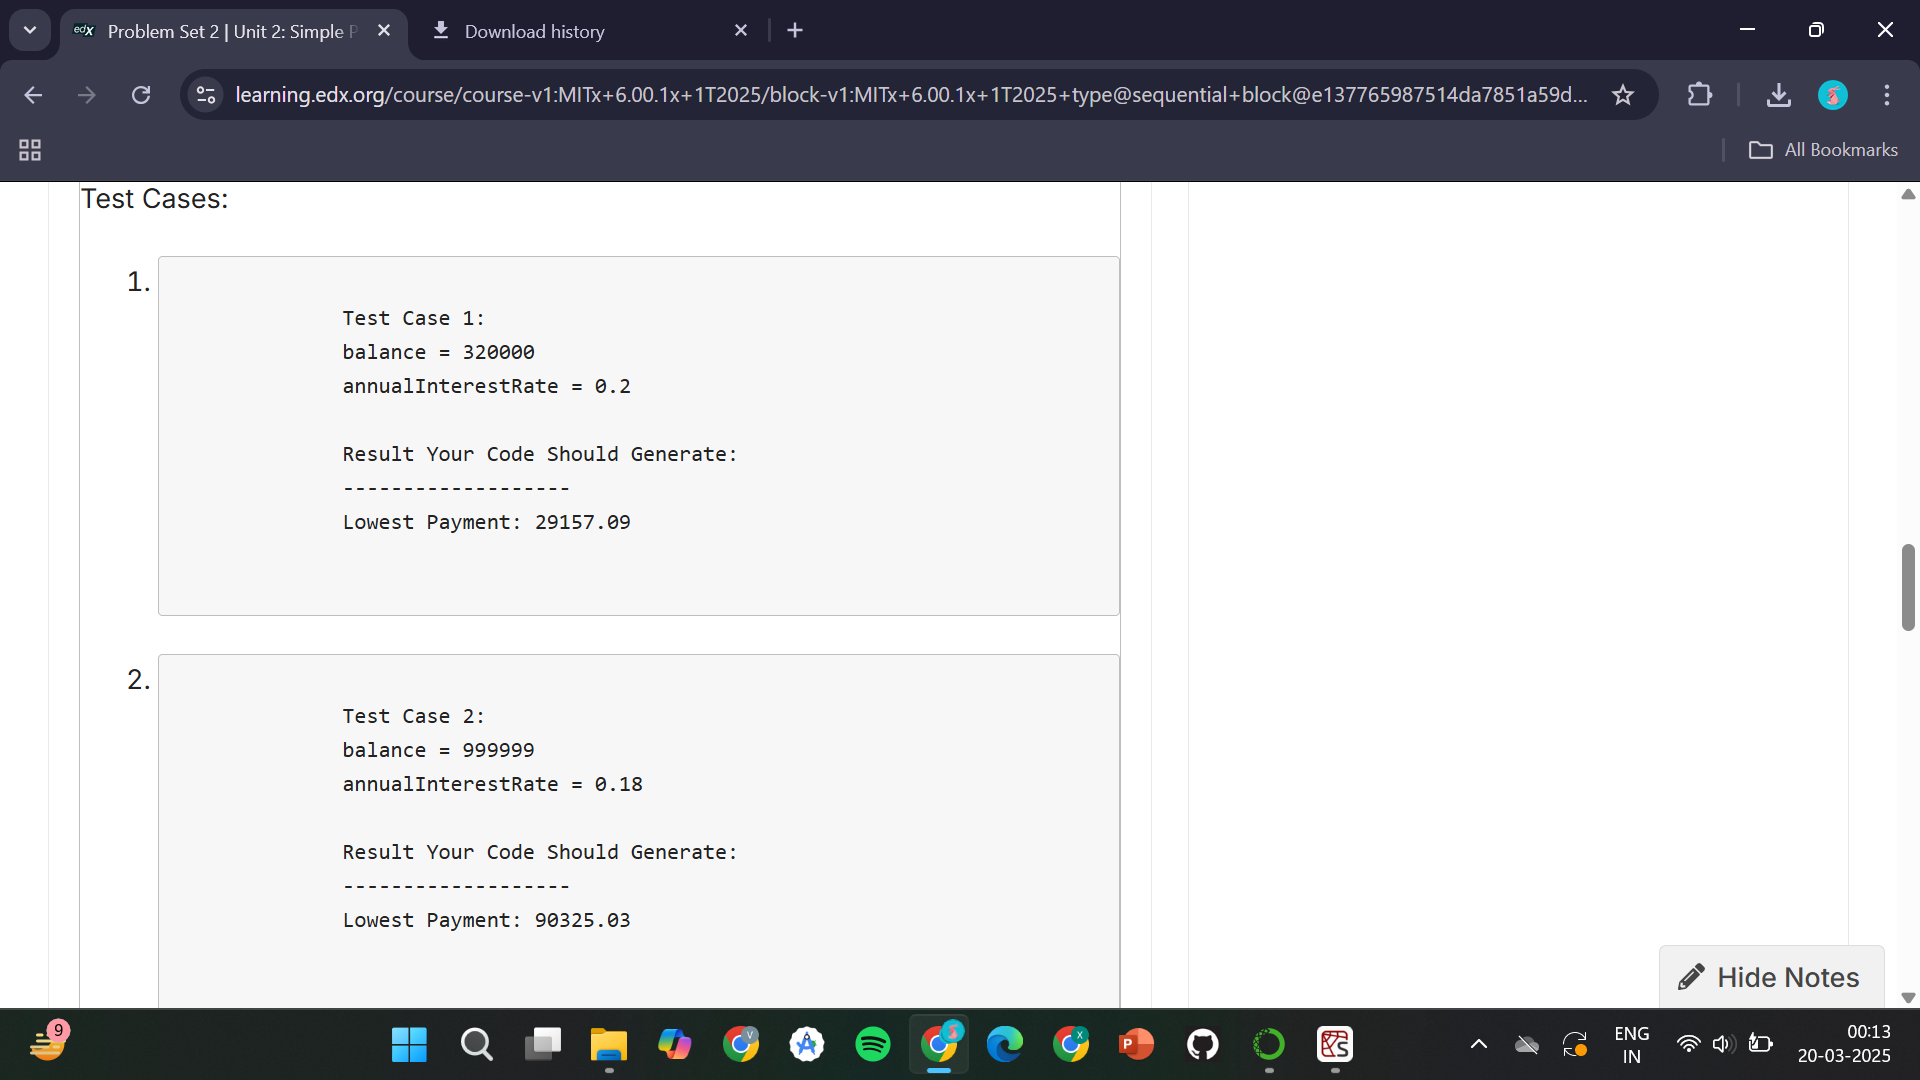 edX Problem Set 2 | Unit 2: Simple P
Download history
learning.edx.org/course/course-v1:MITx+6.00.1x+1T2025/block-v1:MITx+6.00.1x+1T2025+type@sequential+block@e137765987514da7851a59d...
All Bookmarks
Test Cases:
1.
Test Case 1:
balance = 320000
annualInterestRate = 0.2
Result Your Code Should Generate:
-------------------
Lowest Payment: 29157.09
2.
Test Case 2:
balance = 999999
annualInterestRate = 0.18
Result Your Code Should Generate:
-------------------
Lowest Payment: 90325.03
Hide Notes
9
V
X
P
S
ENG
IN
00:13
20-03-2025